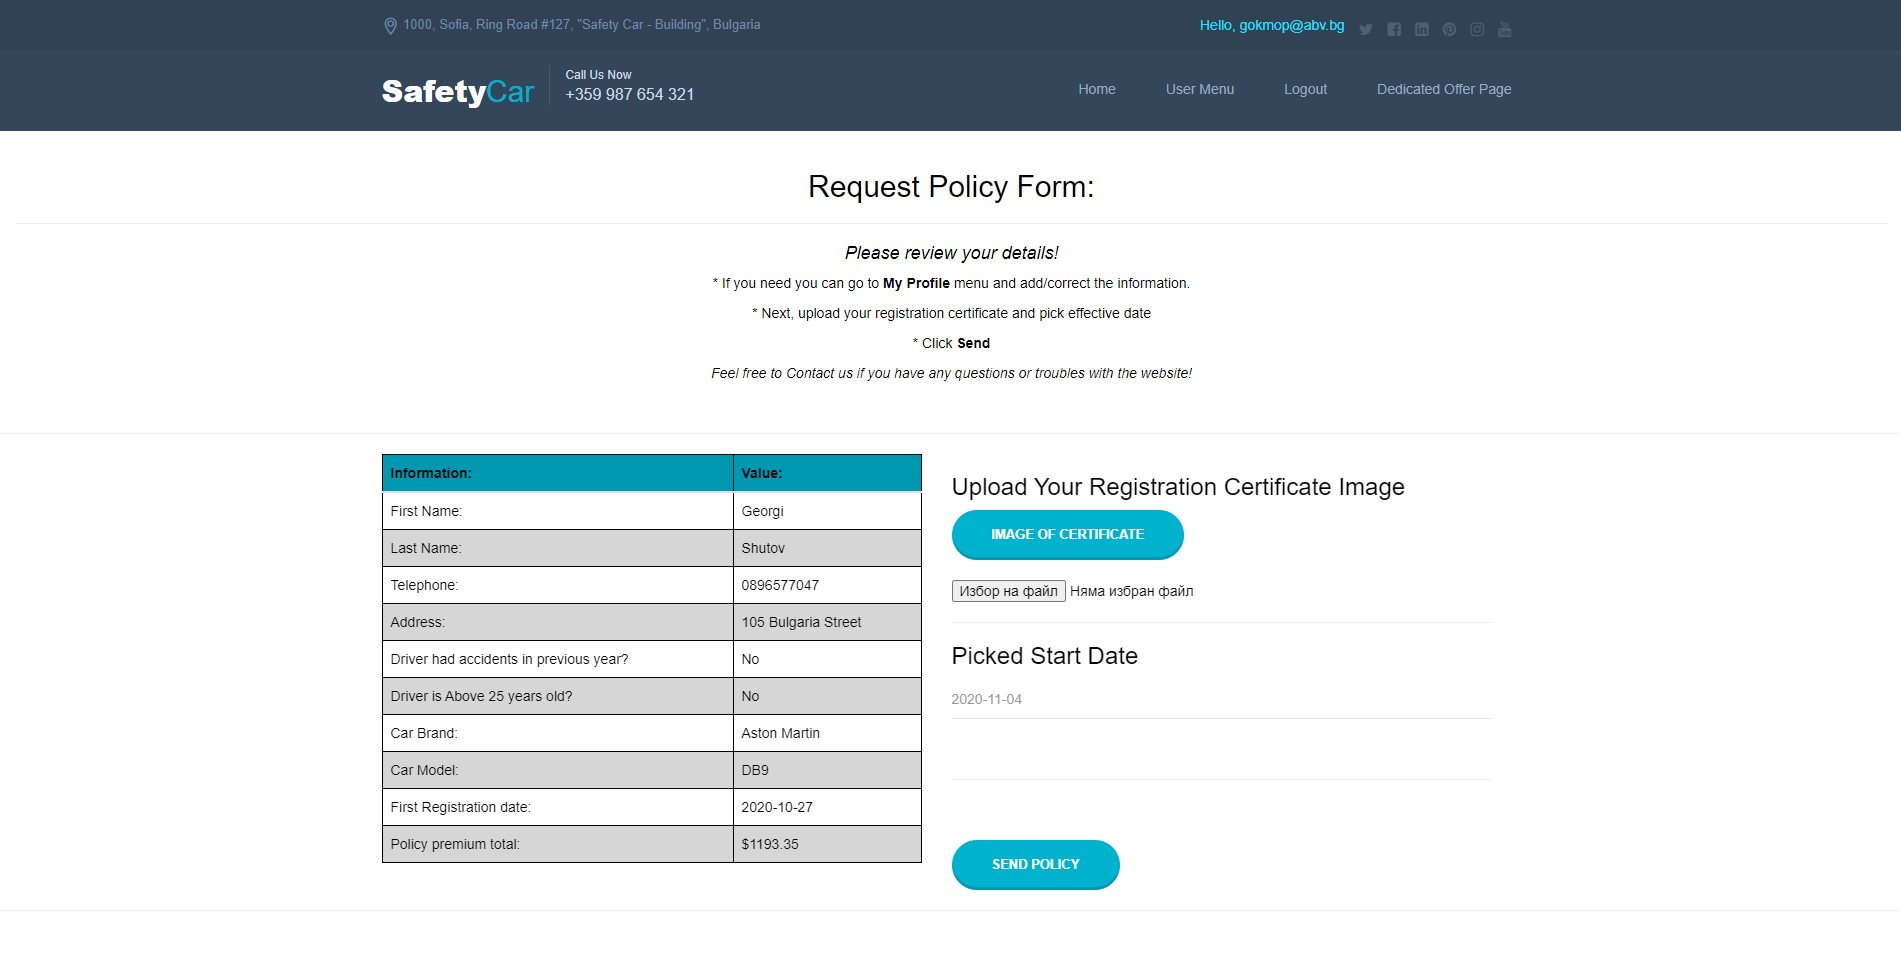 1000, Sofia, Ring Road #127, "Safety Car - Building", Bulgaria
Hello, gokmop@abv.bg
SafetyCar
Call Us Now
+359 987 654 321
Home
User Menu
Logout
Dedicated Offer Page
Request Policy Form:
Please review your details!
* If you need you can go to My Profile menu and add/correct the information.
* Next, upload your registration certificate and pick effective date
* Click Send
Feel free to Contact us if you have any questions or troubles with the website!
Information: Value:
First Name: Georgi
Last Name: Shutov
Telephone: 0896577047
Address: 105 Bulgaria Street
Driver had accidents in previous year? No
Driver is Above 25 years old? No
Car Brand: Aston Martin
Car Model: DB9
First Registration date: 2020-10-27
Policy premium total: $1193.35
Upload Your Registration Certificate Image
IMAGE OF CERTIFICATE
Избор на файл Няма избран файл
Picked Start Date
2020-11-04
SEND POLICY